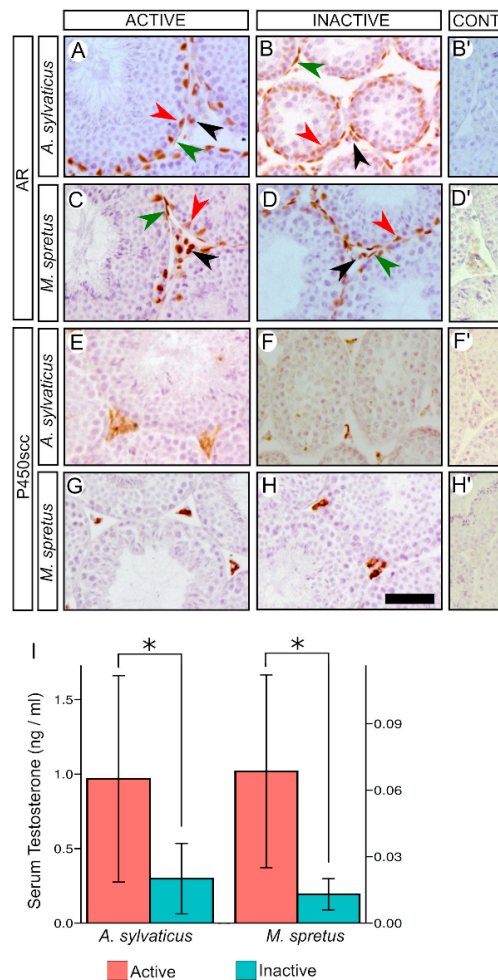 ACTIVE INACTIVE CONT
AR
A. sylvaticus
A B B'
M. spretus
C D D'
P450scc
A. sylvaticus
E F F'
M. spretus
G H H'
I
* *
Serum Testosterone (ng / ml)
1.5
1.0
0.5
0.0
0.09
0.06
0.03
0.00
A. sylvaticus M. spretus
Active Inactive